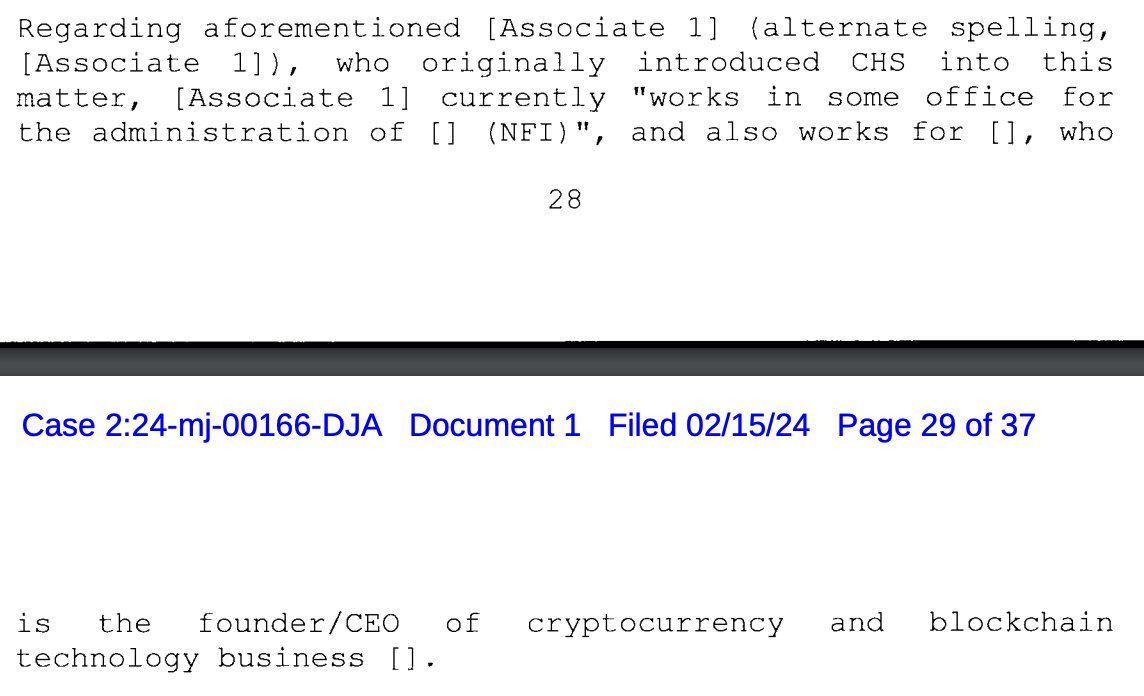 Regarding aforementioned [Associate 1] (alternate spelling,
[Associate 1]), who originally introduced CHS into this
matter, [Associate 1] currently "works in some office for
the administration of [] (NFI)", and also works for [], who
28
Case 2:24-mj-00166-DJA Document 1 Filed 02/15/24 Page 29 of 37
is the founder/CEO of cryptocurrency and blockchain
technology business [].